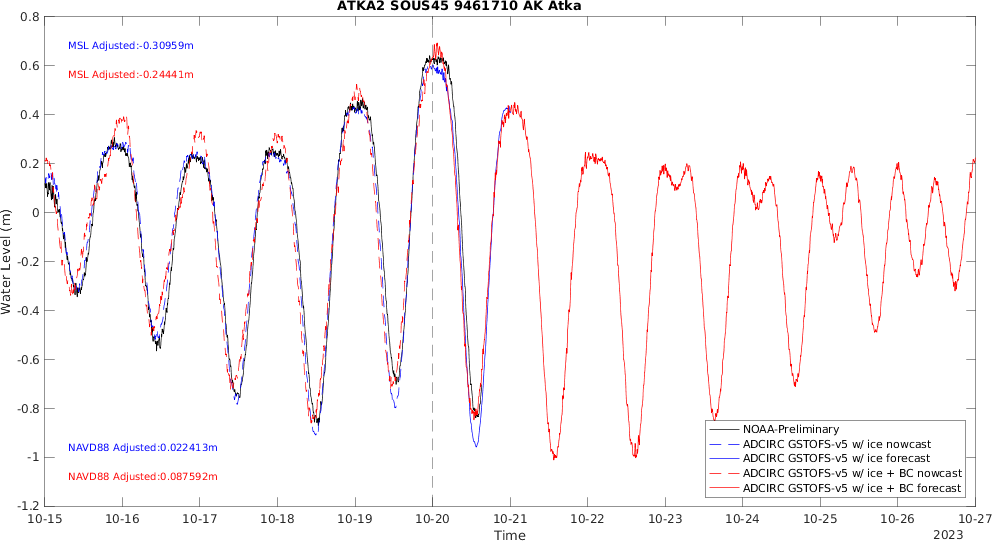 ATKA2 SOUS45 9461710 AK Atka
0.8
0.6
0.4
0.2
0
-0.2
-0.4
-0.6
-0.8
-1
-1.2
Water Level (m)
MSL Adjusted:-0.30959m
MSL Adjusted:-0.24441m
NAVD88 Adjusted:0.022413m
NAVD88 Adjusted:0.087592m
NOAA-Preliminary
ADCIRC GSTOFS-v5 w/ ice nowcast
ADCIRC GSTOFS-v5 w/ ice forecast
ADCIRC GSTOFS-v5 w/ ice + BC nowcast
ADCIRC GSTOFS-v5 w/ ice + BC forecast
10-15 10-16 10-17 10-18 10-19 10-20 10-21 10-22 10-23 10-24 10-25 10-26 10-27
Time
2023